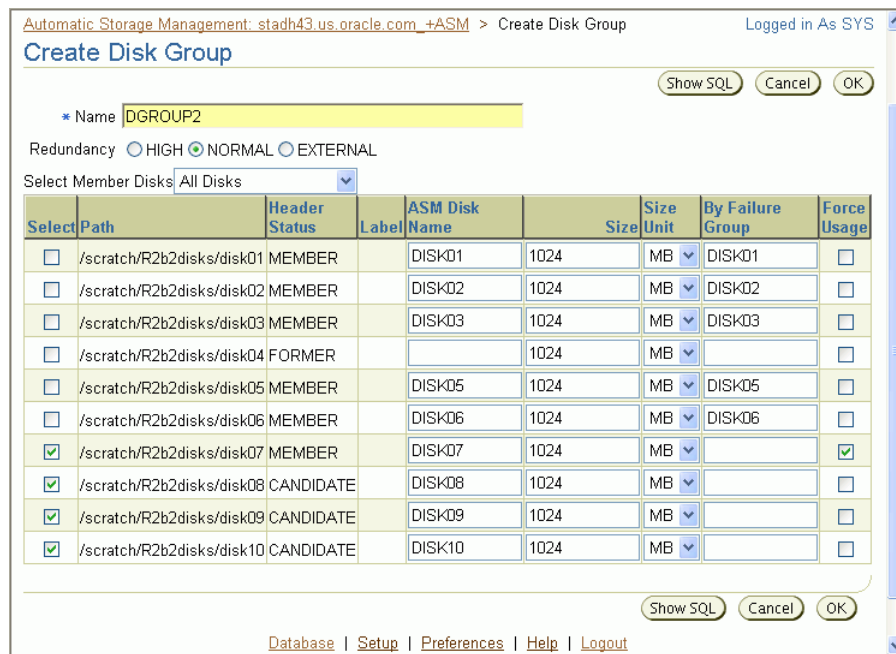 Automatic Storage Management: stadh43.us.oracle.com_+ASM > Create Disk Group Logged in As SYS
Create Disk Group
Show SQL Cancel OK
* Name DGROUP2
Redundancy HIGH NORMAL EXTERNAL
Select Member Disks All Disks
Select Path Header Status Label ASM Disk Name Size Size Unit By Failure Group Force Usage
/scratch/R2b2disks/disk01 MEMBER DISK01 1024 MB DISK01
/scratch/R2b2disks/disk02 MEMBER DISK02 1024 MB DISK02
/scratch/R2b2disks/disk03 MEMBER DISK03 1024 MB DISK03
/scratch/R2b2disks/disk04 FORMER 1024 MB
/scratch/R2b2disks/disk05 MEMBER DISK05 1024 MB DISK05
/scratch/R2b2disks/disk06 MEMBER DISK06 1024 MB DISK06
/scratch/R2b2disks/disk07 MEMBER DISK07 1024 MB
/scratch/R2b2disks/disk08 CANDIDATE DISK08 1024 MB
/scratch/R2b2disks/disk09 CANDIDATE DISK09 1024 MB
/scratch/R2b2disks/disk10 CANDIDATE DISK10 1024 MB
Show SQL Cancel OK
Database | Setup | Preferences | Help | Logout